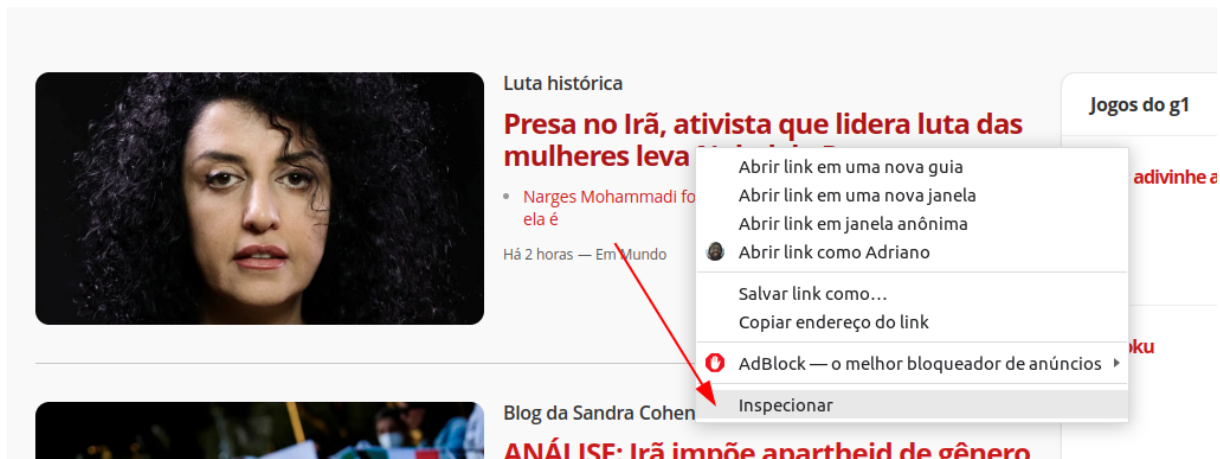 Luta histórica
Presa no Irã, ativista que lidera luta das
mulheres leva
Narges Mohammadi
ela é
Há 2 horas — Em Mundo
Abrir link em uma nova guia
Abrir link em uma nova janela
Abrir link em janela anônima
Abrir link como Adriano
Salvar link como...
Copiar endereço do link
AdBlock — o melhor bloqueador de anúncios
Inspecionar
Jogos do g1
adivinhe a
Blog da Sandra Cohen
ANÁLISE: Irã impõe apartheid de gênero